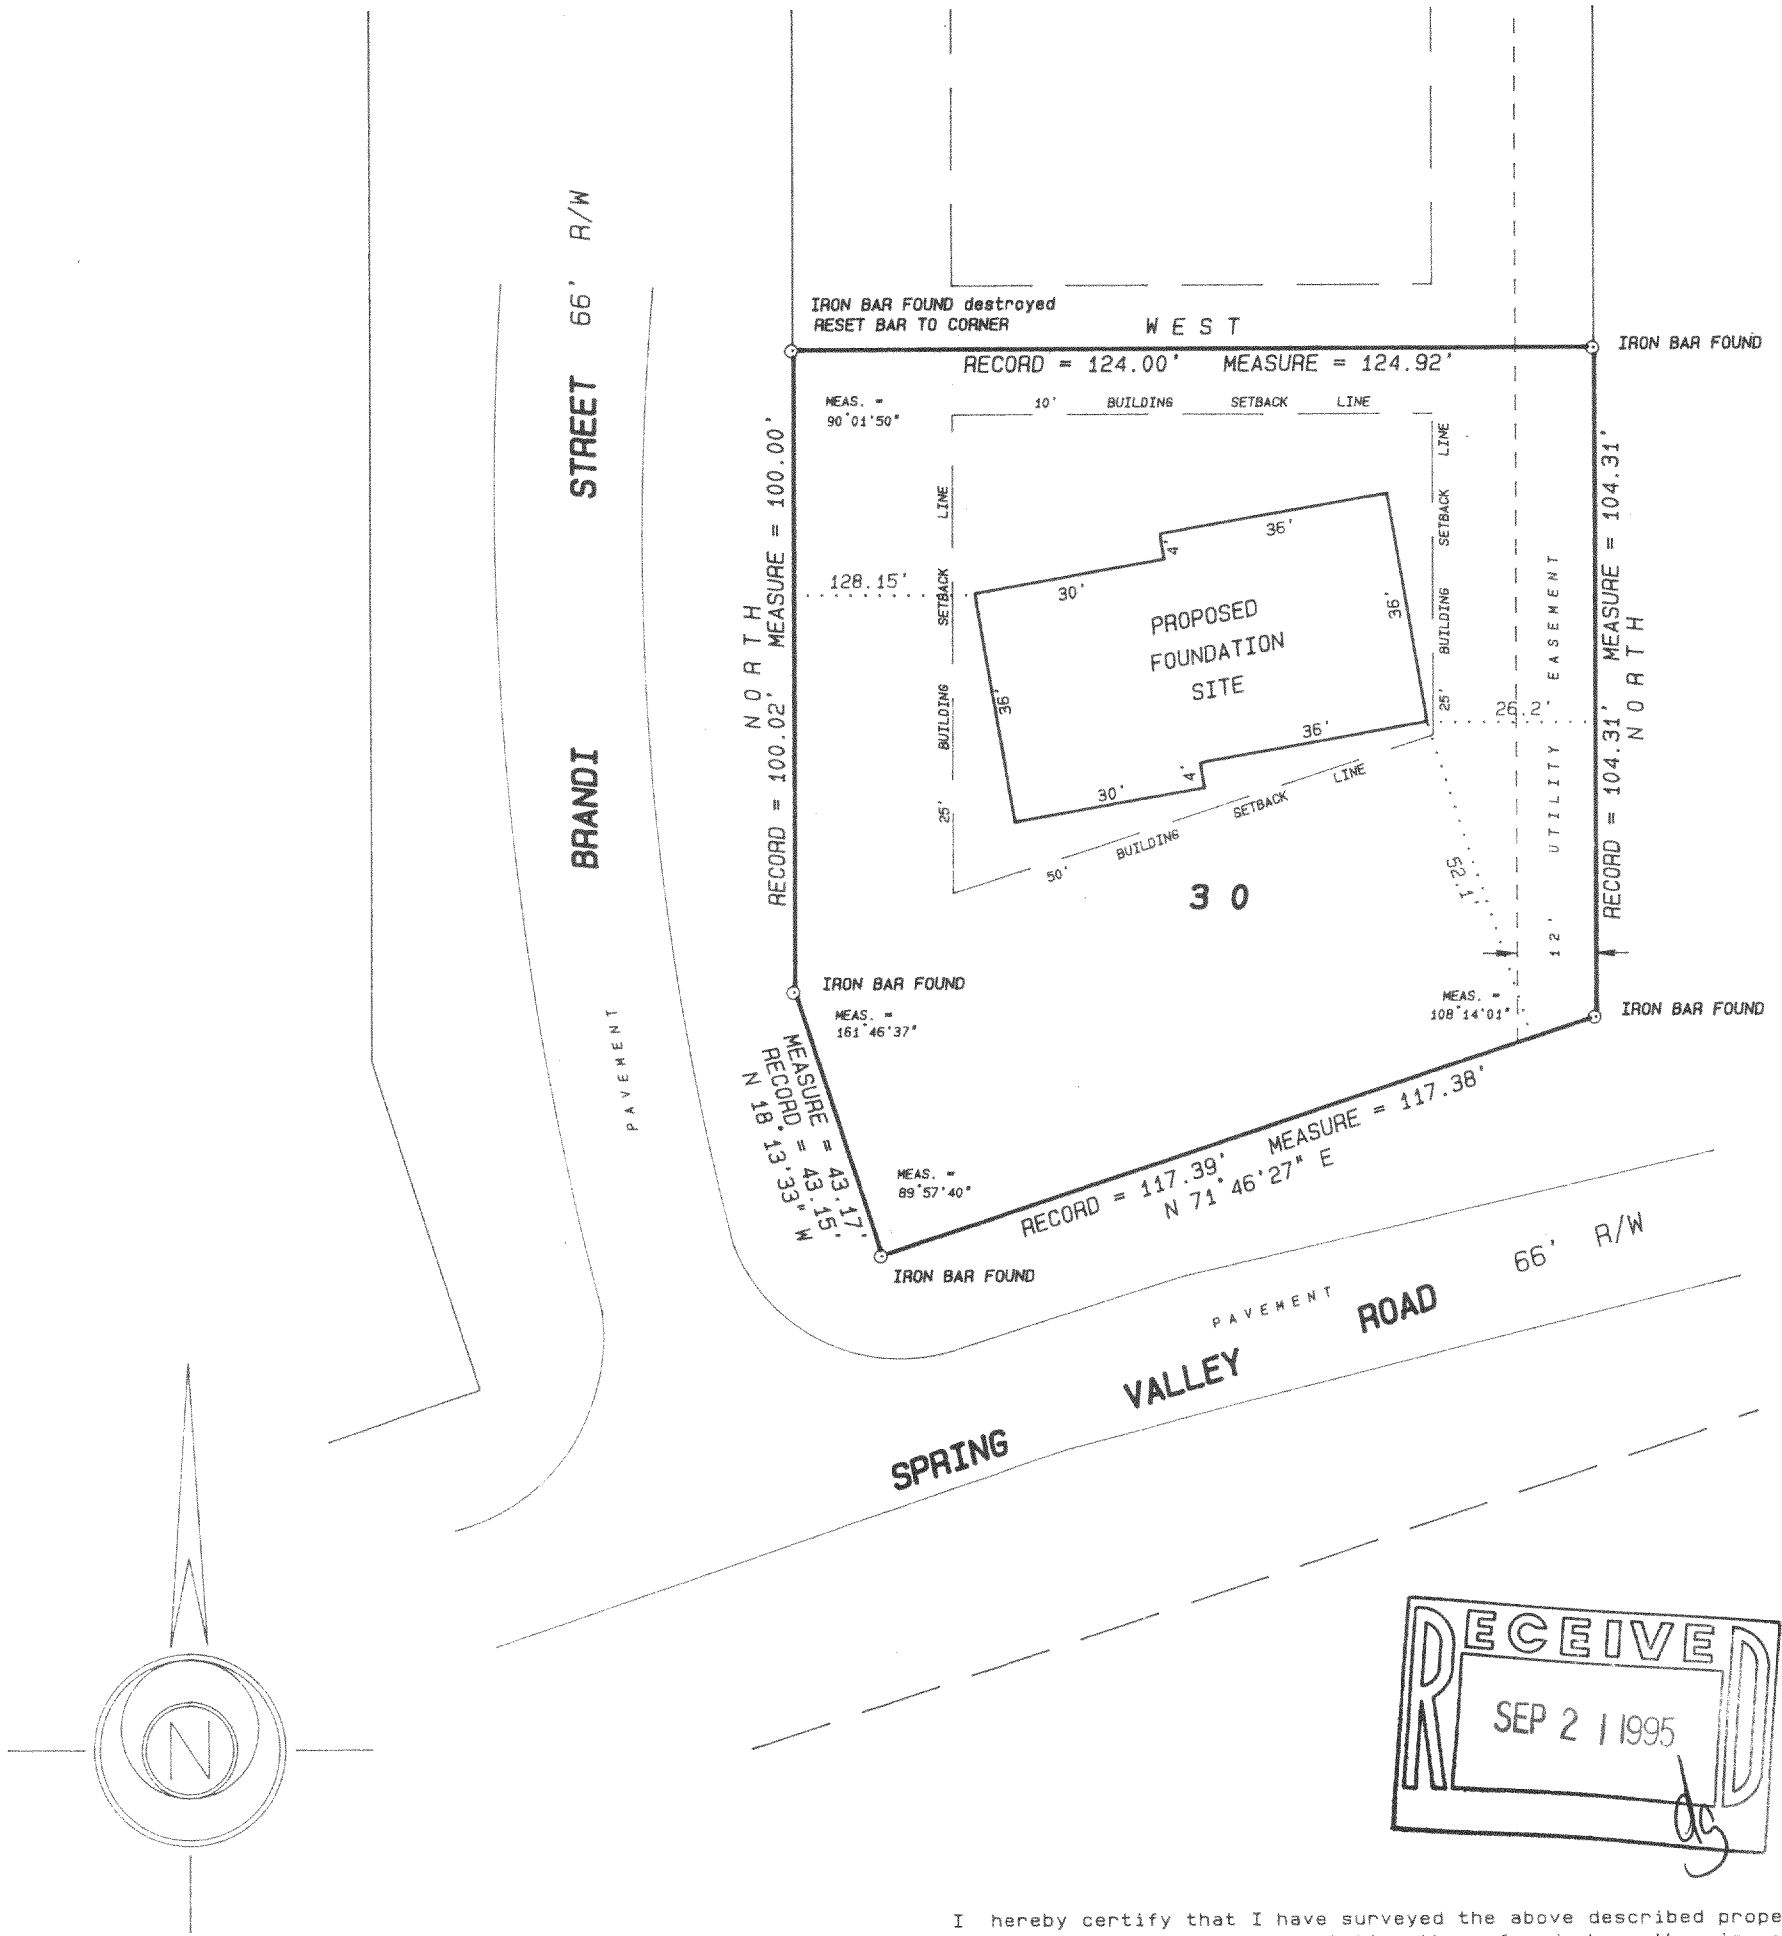 BRANDI STREET 66' R/W
IRON BAR FOUND destroyed
RESET BAR TO CORNER
WEST
RECORD = 124.00' MEASURE = 124.92'
IRON BAR FOUND
MEAS. =
90°01'50"
10' BUILDING SETBACK LINE
NORTH
RECORD = 100.02' MEASURE = 100.00'
25' BUILDING SETBACK LINE
128.15'
30'
4'
36'
36'
PROPOSED
FOUNDATION
SITE
36'
30'
4'
36'
25' BUILDING SETBACK LINE
26.2'
12' UTILITY EASEMENT
RECORD = 104.31' MEASURE = 104.31'
NORTH
50' BUILDING SETBACK LINE
52.1'
30
IRON BAR FOUND
MEAS. =
161°46'37"
MEAS. =
108°14'01"
IRON BAR FOUND
PAVEMENT
MEASURE = 43.17'
RECORD = 43.15'
N 18°13'33" W
MEAS. =
89°57'40"
RECORD = 117.39' MEASURE = 117.38'
N 71°46'27" E
IRON BAR FOUND
PAVEMENT
SPRING VALLEY ROAD 66' R/W
N
RECEIVED
SEP 21 1995
ds
I hereby certify that I have surveyed the above described prope